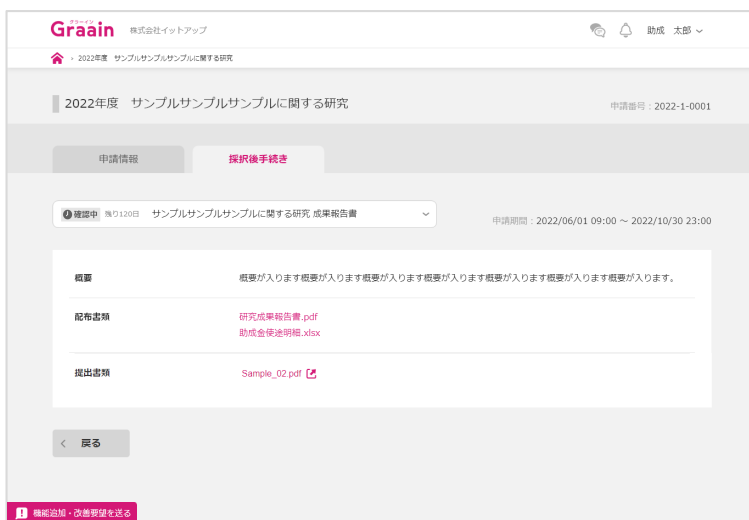 グラーイン
Graain 株式会社イットアップ 助成 太郎
2022年度 サンプルサンプルサンプルに関する研究
2022年度 サンプルサンプルサンプルに関する研究 申請番号：2022-1-0001
申請情報 採択後手続き
確認中 残り120日 サンプルサンプルサンプルに関する研究 成果報告書 申請期間：2022/06/01 09:00 ～ 2022/10/30 23:00
概要 概要が入ります概要が入ります概要が入ります概要が入ります概要が入ります概要が入ります概要が入ります。
配布書類 研究成果報告書.pdf
助成金使途明細.xlsx
提出書類 Sample_02.pdf
戻る
機能追加・改善要望を送る